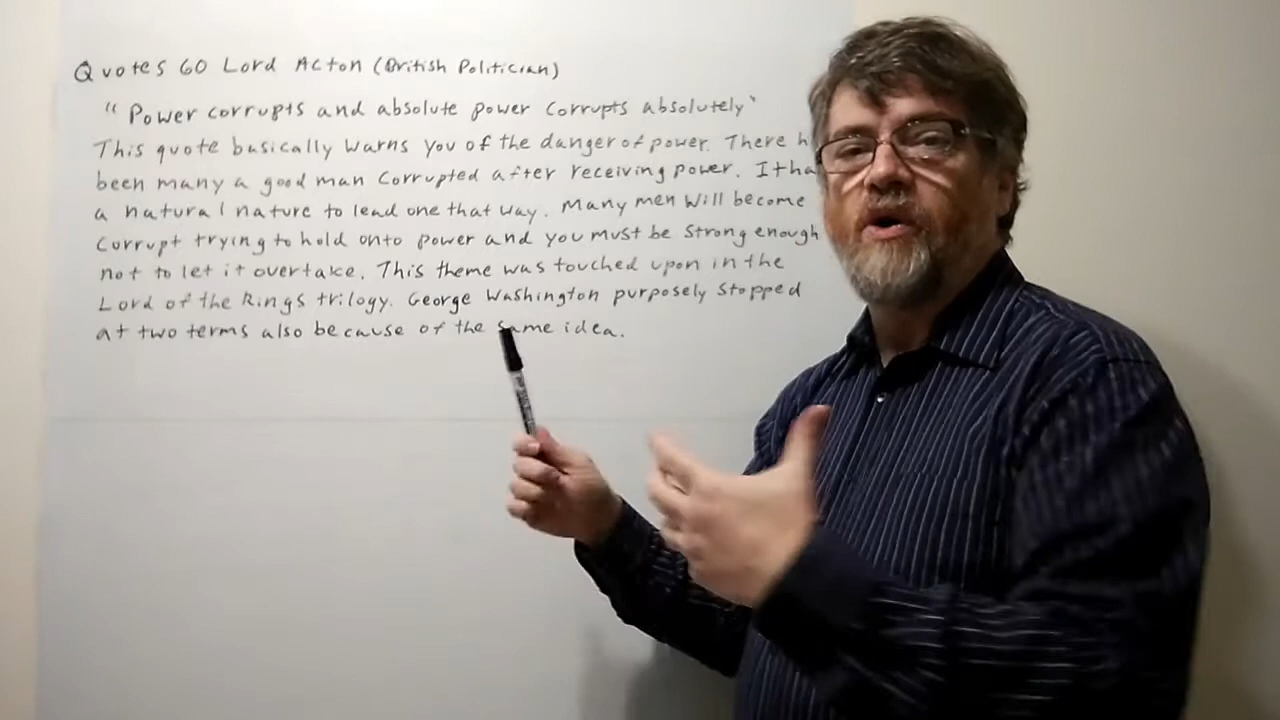 Quotes 60 Lord Acton (British Politician)
"Power corrupts and absolute power corrupts absolutely"
This quote basically warns you of the danger of power. There h
been many a good man corrupted after receiving power. It ha
a natural nature to lead one that way. Many men will become
corrupt trying to hold onto power and you must be strong enough
not to let it overtake. This theme was touched upon in the
Lord of the Rings trilogy. George Washington purposely stopped
at two terms also because of the same idea.